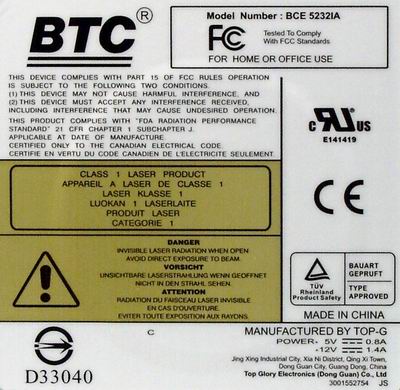 BTC®
Model Number : BCE 5232IA
FCC
Tested To Comply
With FCC Standards
FOR HOME OR OFFICE USE
THIS DEVICE COMPLIES WITH PART 15 OF FCC RULES OPERATION
IS SUBJECT TO THE FOLLOWING TWO CONDITIONS.
(1) THIS DEVICE MAY NOT CAUSE HARMFUL INTERFERENCE, AND
(2) THIS DEVICE MUST ACCEPT ANY INTERFERENCE RECEIVED,
INCLUDING INTERFERENCE THAT MAY CAUSE UNDESIRED OPERATION.
THIS PRODUCT COMPLIES WITH "FDA RADIATION PERFORMANCE
STANDARD" 21 CFR CHAPTER 1 SUBCHAPTER J.
APPLICABLE AT DATE OF MANUFACTURE.
CERTIFIED ONLY TO THE CANADIAN ELECTRICAL CODE.
CERTIFIE EN VERTU DU CODE CANADIEN DE L'ELECTRICITE SEULEMENT.
C RU US
E141419
CLASS 1 LASER PRODUCT
APPAREIL A LASER DE CLASSE 1
LASER KLASSE 1
LUOKAN 1 LASERLAITE
PRODUIT LASER
CATEGORIE 1
CE
DANGER
INVISIBLE LASER RADIATION WHEN OPEN
AVOID DIRECT EXPOSURE TO BEAM.
VORSICHT
UNSICHTBARE LASERSTRAHLUNG WENN GEOFFNET
NICHT IN DEN STRAHL SEHEN.
ATTENTION
RADIATION DU FAISCEAU LASER INVISIBLE
EN CAS D'OUVERTURE.
EVITER TOUTE EXPOSITION AUX RAYONS.
TÜV
Rheinland
Product Safety
BAUART
GEPRUFT
TYPE
APPROVED
MADE IN CHINA
S
D33040
C
MANUFACTURED BY TOP-G
POWER: 5V 0.8A
12V 1.4A
Jing Xing Industrial City, Xia Ni District, Qing Xi Town,
Dong Guan City, Guang Dong, China
Top Glory Electronics (Dong Guan) Co., Ltd.
3001552754 JS